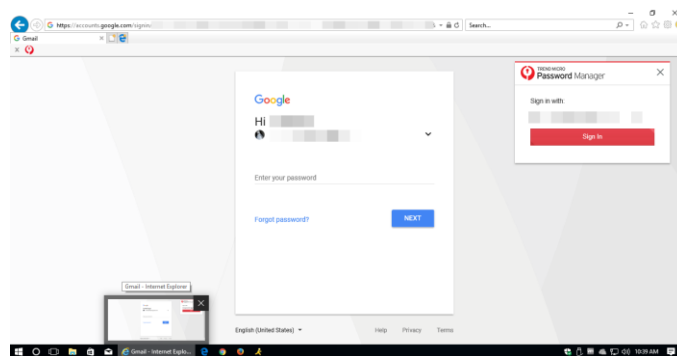 https://accounts.google.com/signin/
Search...
Gmail
TREND MICRO
Password Manager
Sign in with:
Sign In
Google
Hi
Enter your password
Forgot password?
NEXT
Gmail - Internet Explorer
English (United States)
Help
Privacy
Terms
Gmail - Internet Explo...
10:39 AM